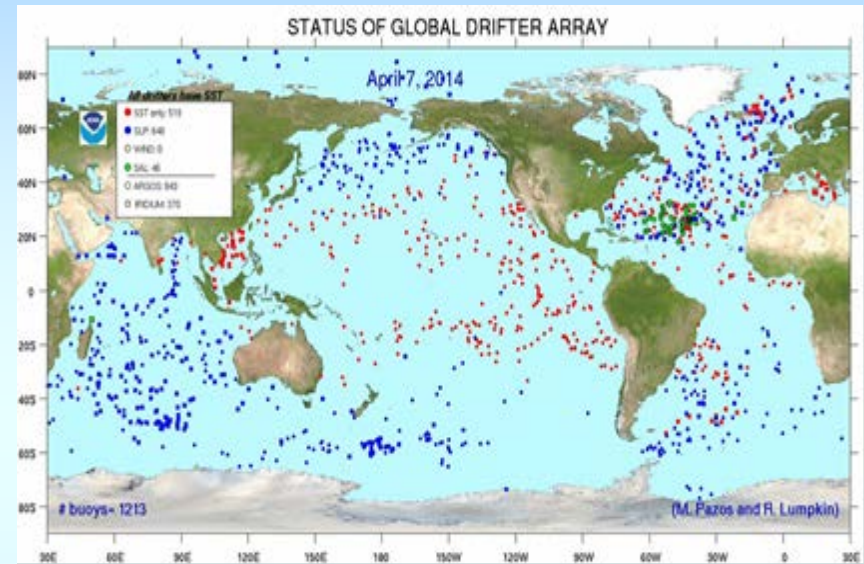 STATUS OF GLOBAL DRIFTER ARRAY
April 7, 2014
All drifters have SST
SST only: 519
SLP: 648
WIND: 0
SAL: 46
ARGOS: 843
IRIDIUM: 370
80N
60N
40N
20N
0
20S
40S
60S
80S
# buoys= 1213
(M. Pazos and R. Lumpkin)
30E 60E 90E 120E 150E 180 150W 120W 90W 60W 30W 0 30E